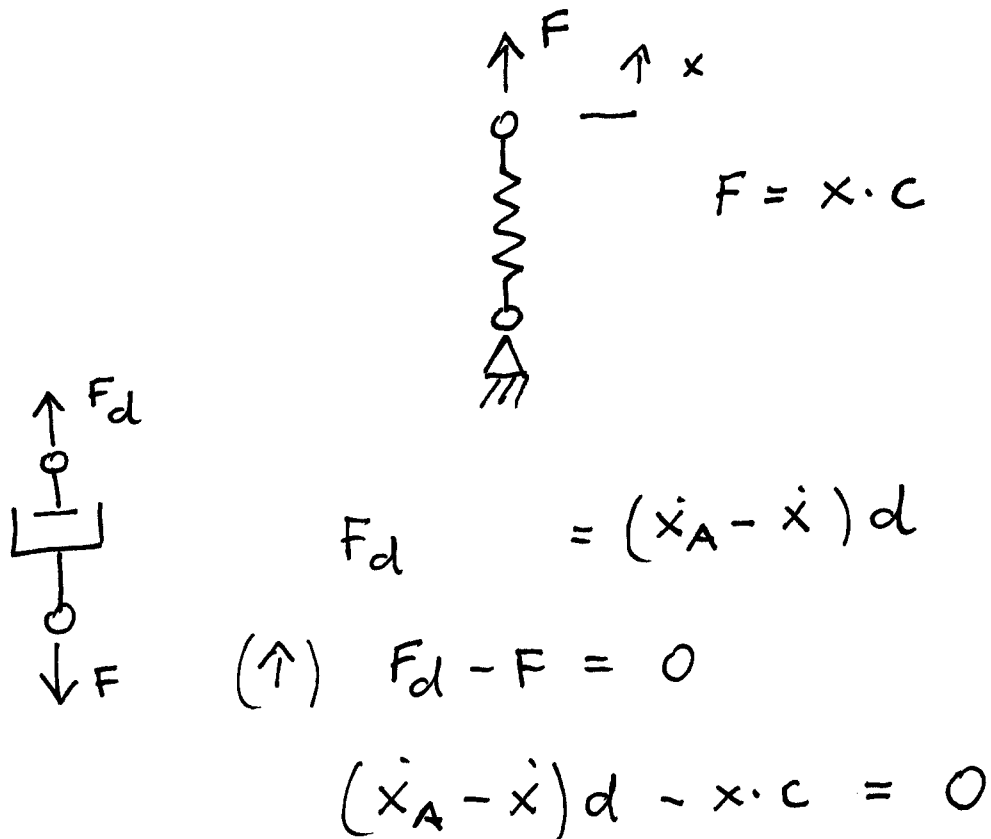 F
x
F = x · c
F_d
F_d = (ẋ_A - ẋ) d
F
(↑) F_d - F = 0
(ẋ_A - ẋ) d - x · c = 0